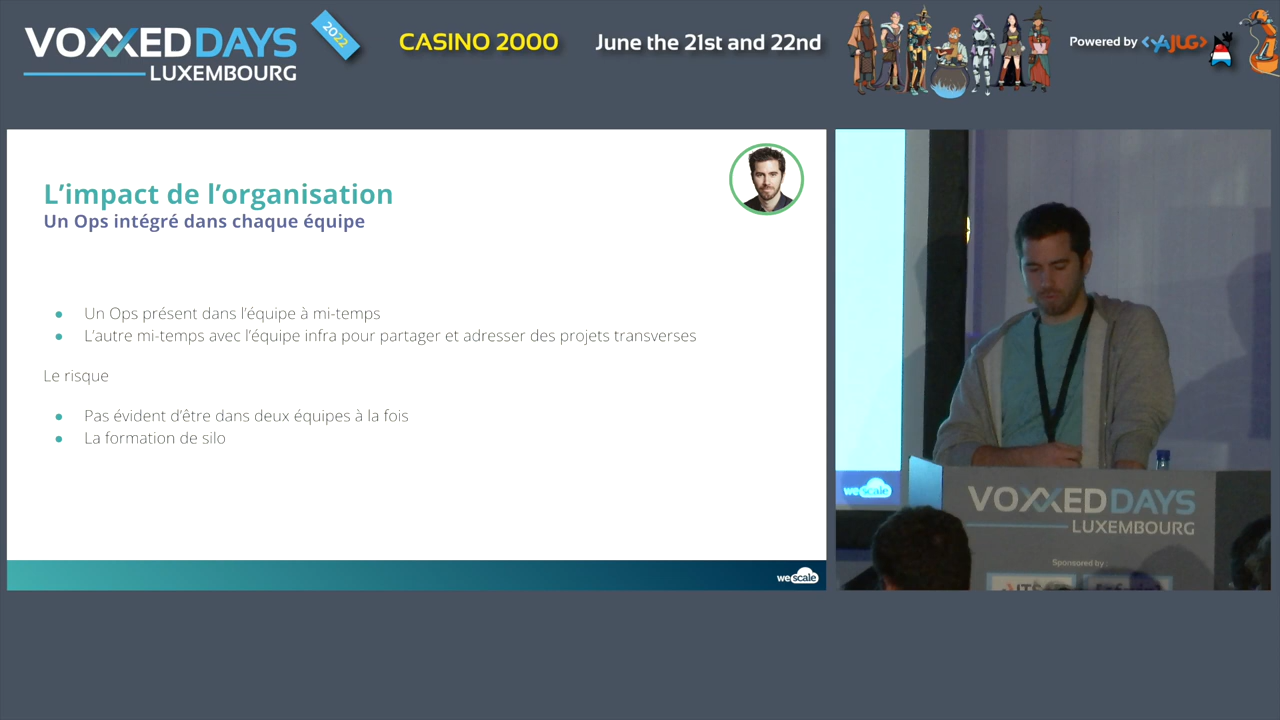 VOXXED DAYS
LUXEMBOURG
2022
CASINO 2000
June the 21st and 22nd
Powered by <YAJUG>
L'impact de l'organisation
Un Ops intégré dans chaque équipe
● Un Ops présent dans l'équipe à mi-temps
● L'autre mi-temps avec l'équipe infra pour partager et adresser des projets transverses
Le risque
● Pas évident d'être dans deux équipes à la fois
● La formation de silo
wescale
wescale
VOXXED DAYS
LUXEMBOURG
Sponsored by